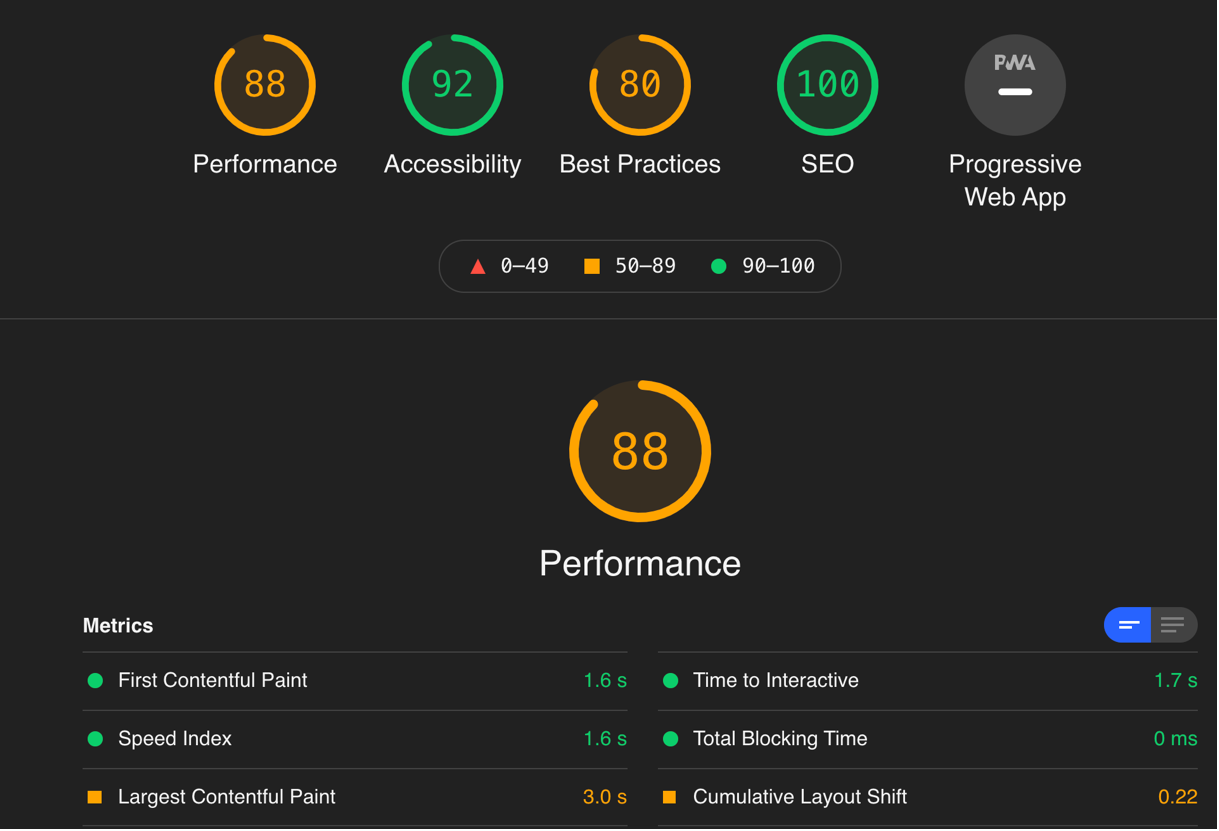 88
92
80
100
PWA
Performance
Accessibility
Best Practices
SEO
Progressive
Web App
0–49
50–89
90–100
88
Performance
Metrics
First Contentful Paint 1.6 s
Time to Interactive 1.7 s
Speed Index 1.6 s
Total Blocking Time 0 ms
Largest Contentful Paint 3.0 s
Cumulative Layout Shift 0.22